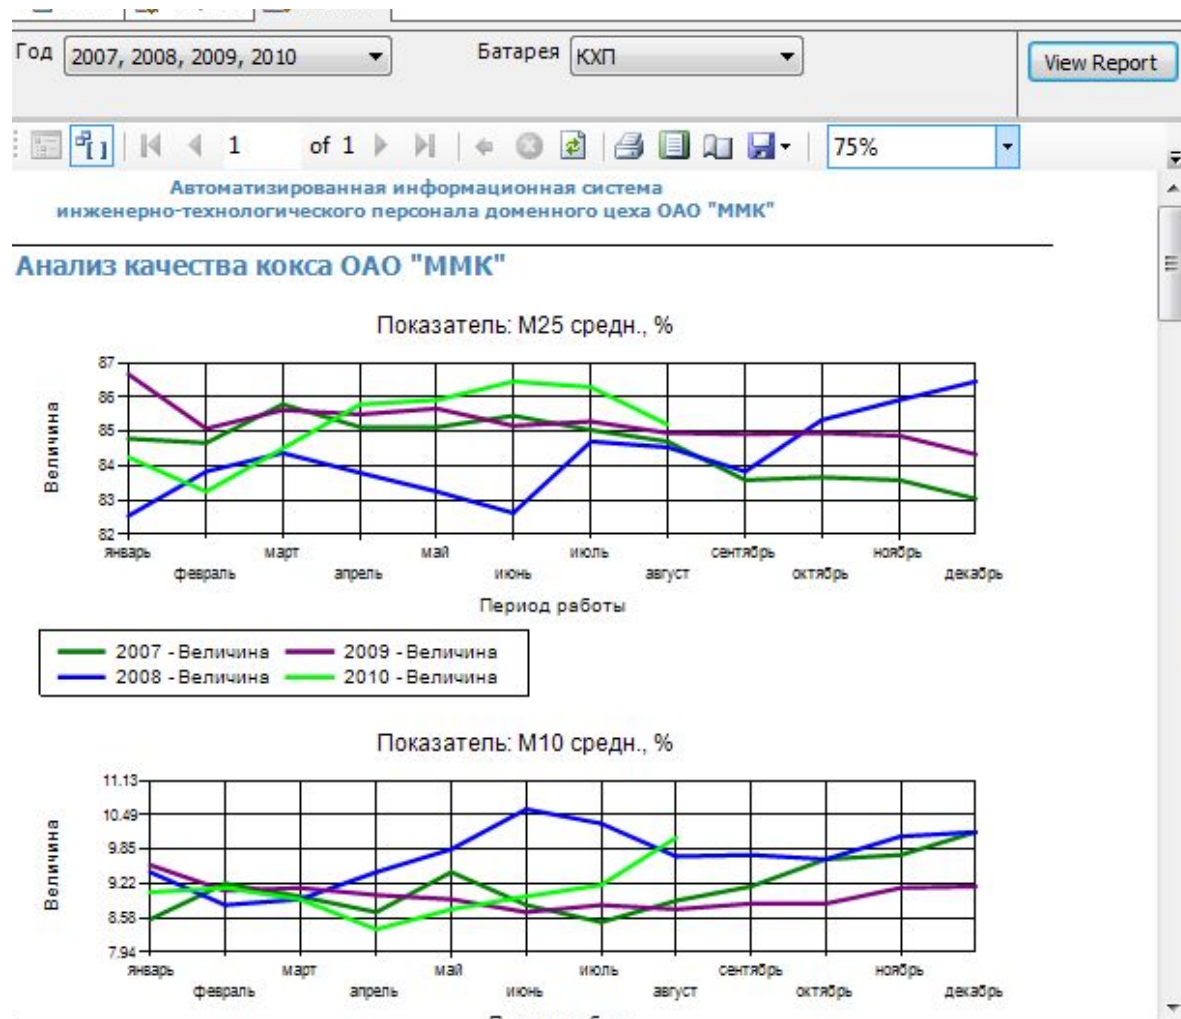 Год 2007, 2008, 2009, 2010 Батарея КХП View Report
1 of 1 75%
Автоматизированная информационная система
инженерно-технологического персонала доменного цеха ОАО "ММК"
Анализ качества кокса ОАО "ММК"
Показатель: М25 средн., %
Величина
87
86
85
84
83
82
январь март май июль сентябрь ноябрь
февраль апрель июнь август октябрь декабрь
Период работы
2007 - Величина 2009 - Величина
2008 - Величина 2010 - Величина
Показатель: М10 средн., %
Величина
11.13
10.49
9.85
9.22
8.58
7.94
январь март май июль сентябрь ноябрь
февраль апрель июнь август октябрь декабрь